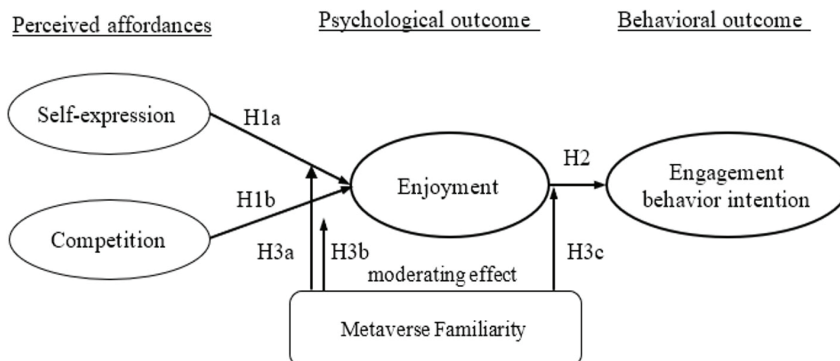 Perceived affordances
Psychological outcome
Behavioral outcome
Self-expression
H1a
Enjoyment
H2
Engagement
behavior intention
H1b
Competition
H3a
H3b
moderating effect
H3c
Metaverse Familiarity